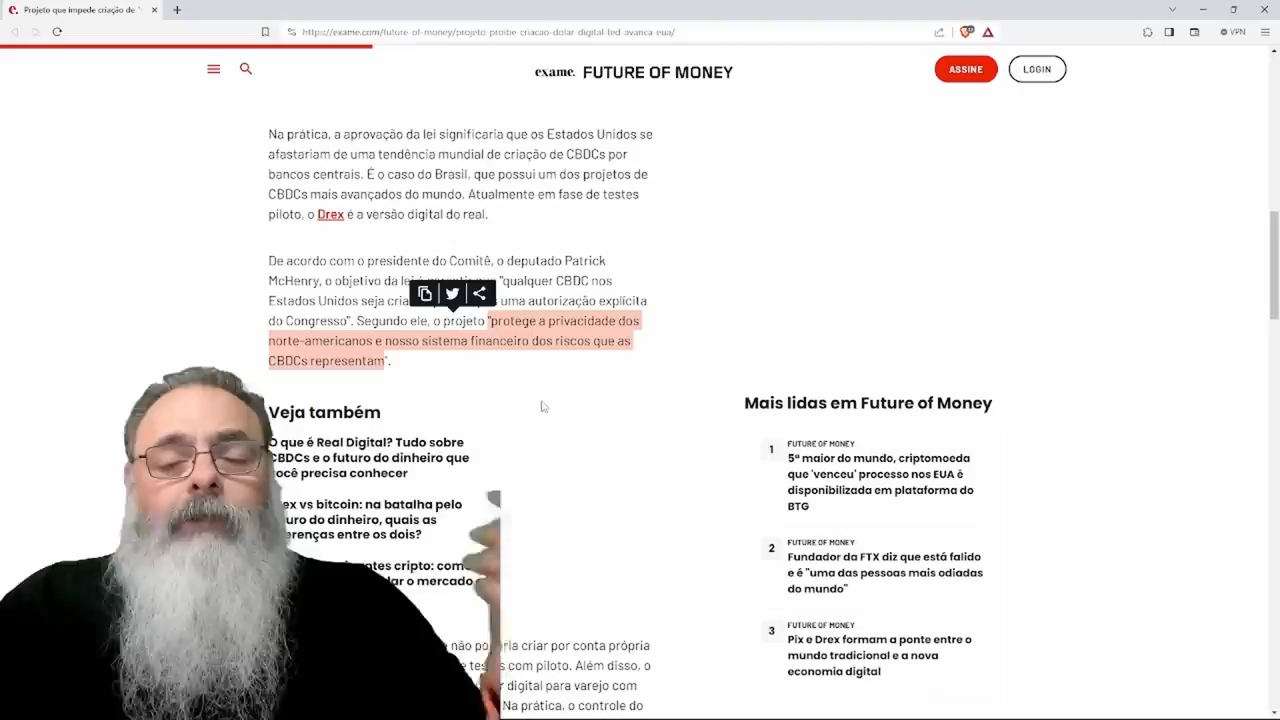 Projeto que impede criação de "
https://exame.com/future-of-money/projeto-proibe-criacao-dolar-digital-fed-avanca-eua/
VPN
exame. FUTURE OF MONEY
ASSINE
LOGIN
Na prática, a aprovação da lei significaria que os Estados Unidos se
afastariam de uma tendência mundial de criação de CBDCs por
bancos centrais. É o caso do Brasil, que possui um dos projetos de
CBDCs mais avançados do mundo. Atualmente em fase de testes
piloto, o Drex é a versão digital do real.
De acordo com o presidente do Comitê, o deputado Patrick
McHenry, o objetivo da lei é "qualquer CBDC nos
Estados Unidos seja uma autorização explícita
do Congresso". Segundo ele, o projeto "protege a privacidade dos
norte-americanos e nosso sistema financeiro dos riscos que as
CBDCs representam".
Veja também
O que é Real Digital? Tudo sobre
CBDCs e o futuro do dinheiro que
você precisa conhecer
vs bitcoin: na batalha pelo
do dinheiro, quais as
entre os dois?
cripto:
o mercado
não criar por conta própria
com piloto. Além disso, o
digital para varejo com
Na prática, o controle do
Mais lidas em Future of Money
1
FUTURE OF MONEY
5ª maior do mundo, criptomoeda
que 'venceu' processo nos EUA é
disponibilizada em plataforma do
BTG
2
FUTURE OF MONEY
Fundador da FTX diz que está falido
e é "uma das pessoas mais odiadas
do mundo"
3
FUTURE OF MONEY
Pix e Drex formam a ponte entre o
mundo tradicional e a nova
economia digital